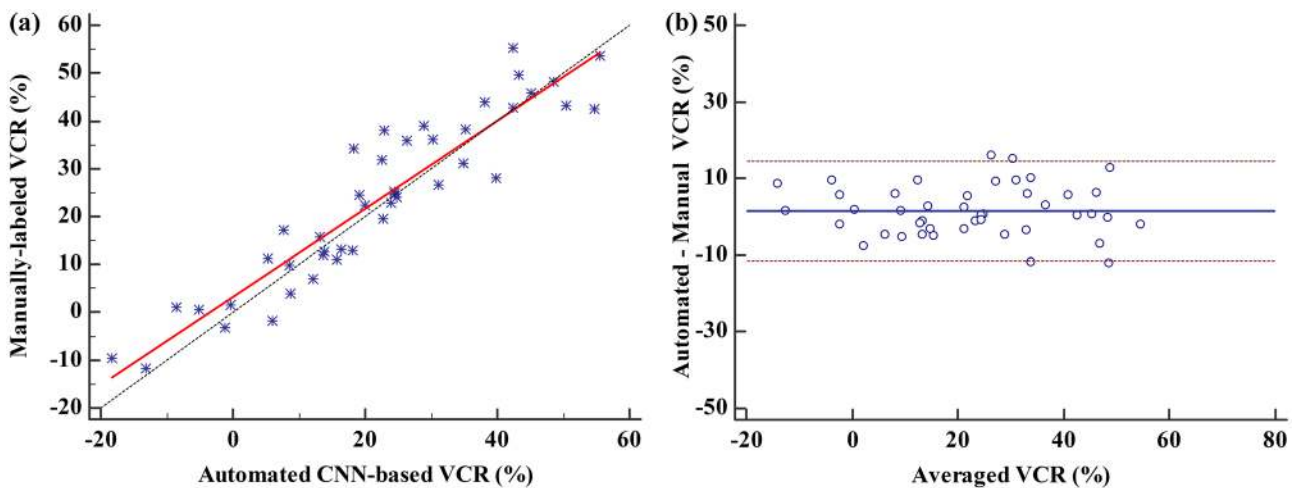 (a)
Manually-labeled VCR (%)
60
50
40
30
20
10
0
-10
-20
-20 0 20 40 60
Automated CNN-based VCR (%)
(b)
Automated - Manual VCR (%)
50
30
10
-10
-30
-50
-20 0 20 40 60 80
Averaged VCR (%)